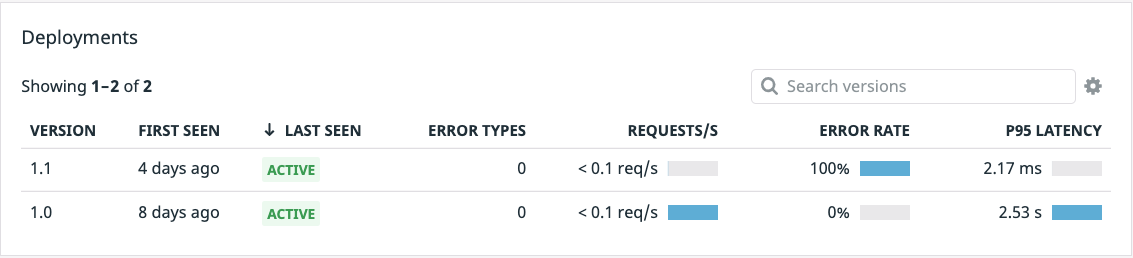 Deployments
Showing 1–2 of 2
Search versions
VERSION FIRST SEEN ↓ LAST SEEN ERROR TYPES REQUESTS/S ERROR RATE P95 LATENCY
1.1 4 days ago ACTIVE 0 < 0.1 req/s 100% 2.17 ms
1.0 8 days ago ACTIVE 0 < 0.1 req/s 0% 2.53 s